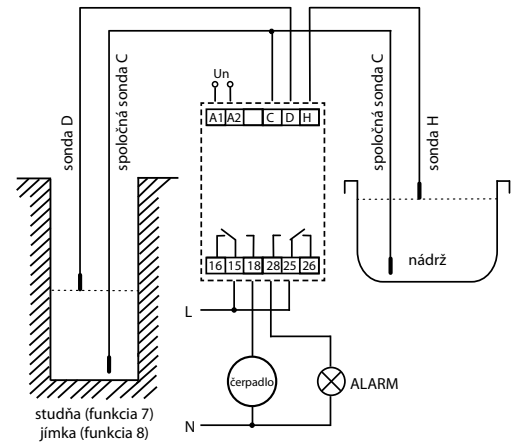 Un
A1 A2 C D H
sonda D
spoločná sonda C
spoločná sonda C
sonda H
nádrž
16 15 18 28 25 26
L
čerpadlo
ALARM
N
studňa (funkcia 7)
jímka (funkcia 8)